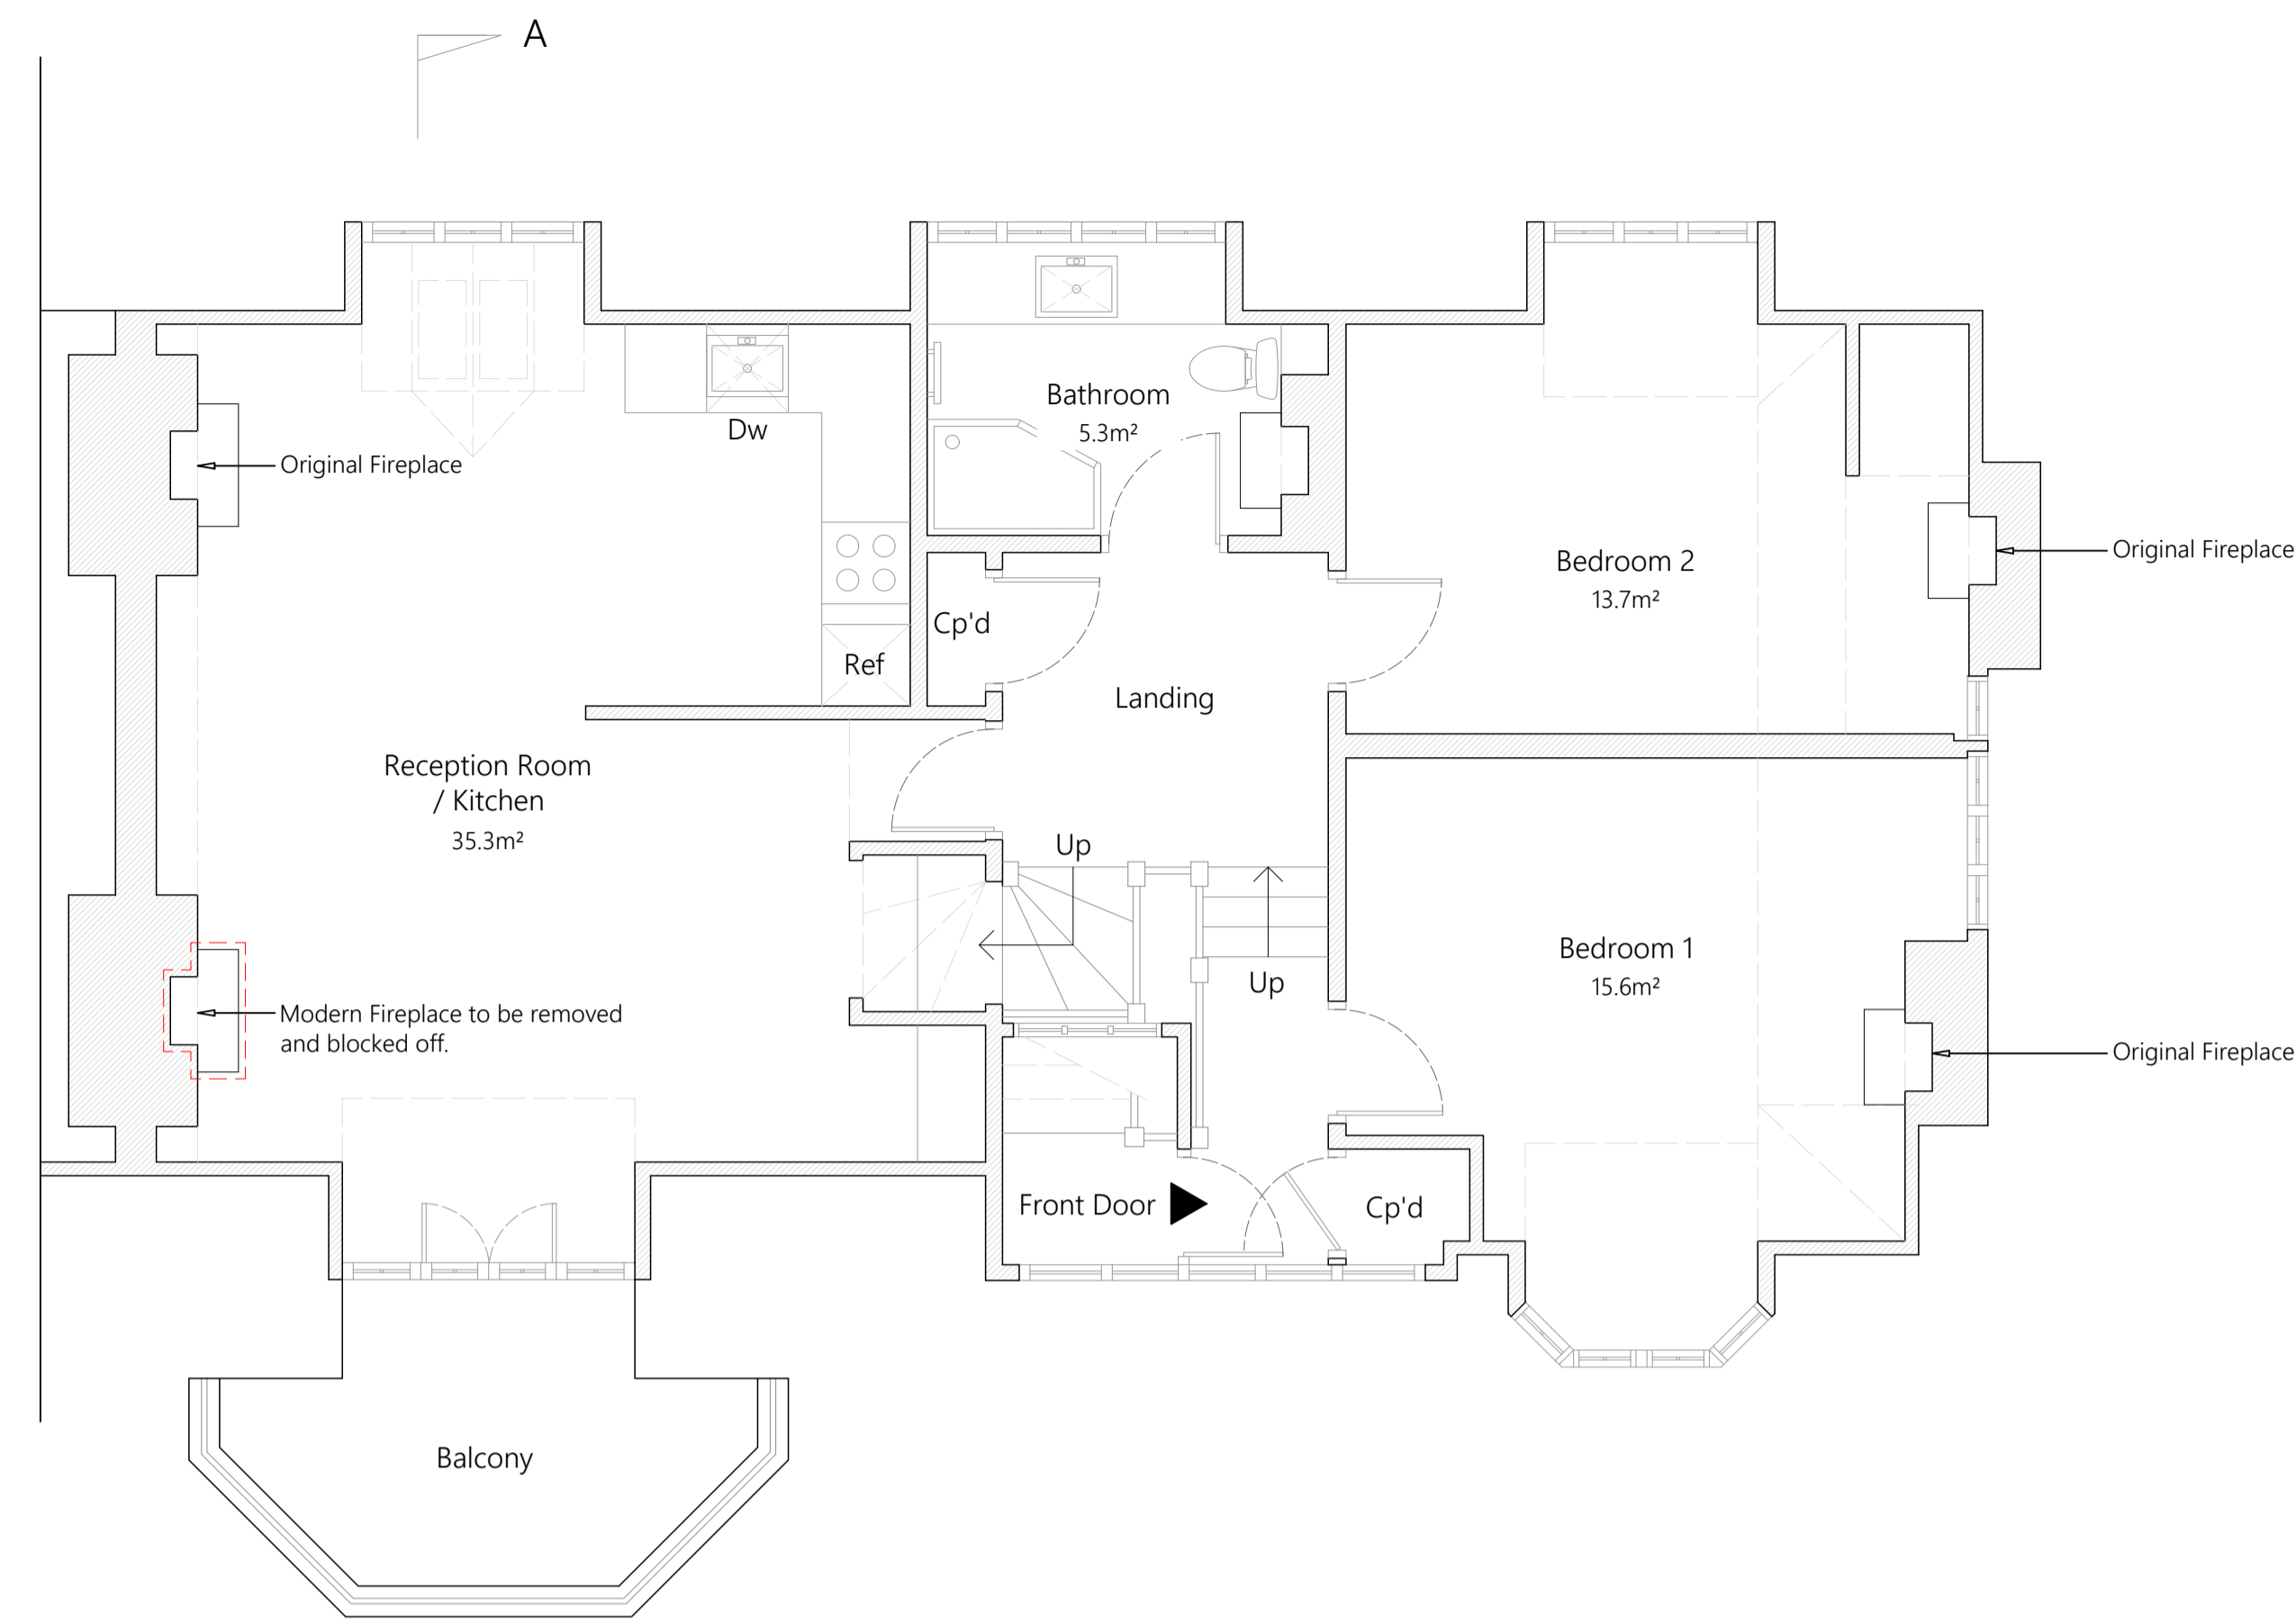 A
Original Fireplace
Dw
Bathroom
5.3m²
Cp'd
Ref
Landing
Bedroom 2
13.7m²
Original Fireplace
Reception Room
/ Kitchen
35.3m²
Up
Up
Bedroom 1
15.6m²
Modern Fireplace to be removed
and blocked off.
Original Fireplace
Front Door
Cp'd
Balcony